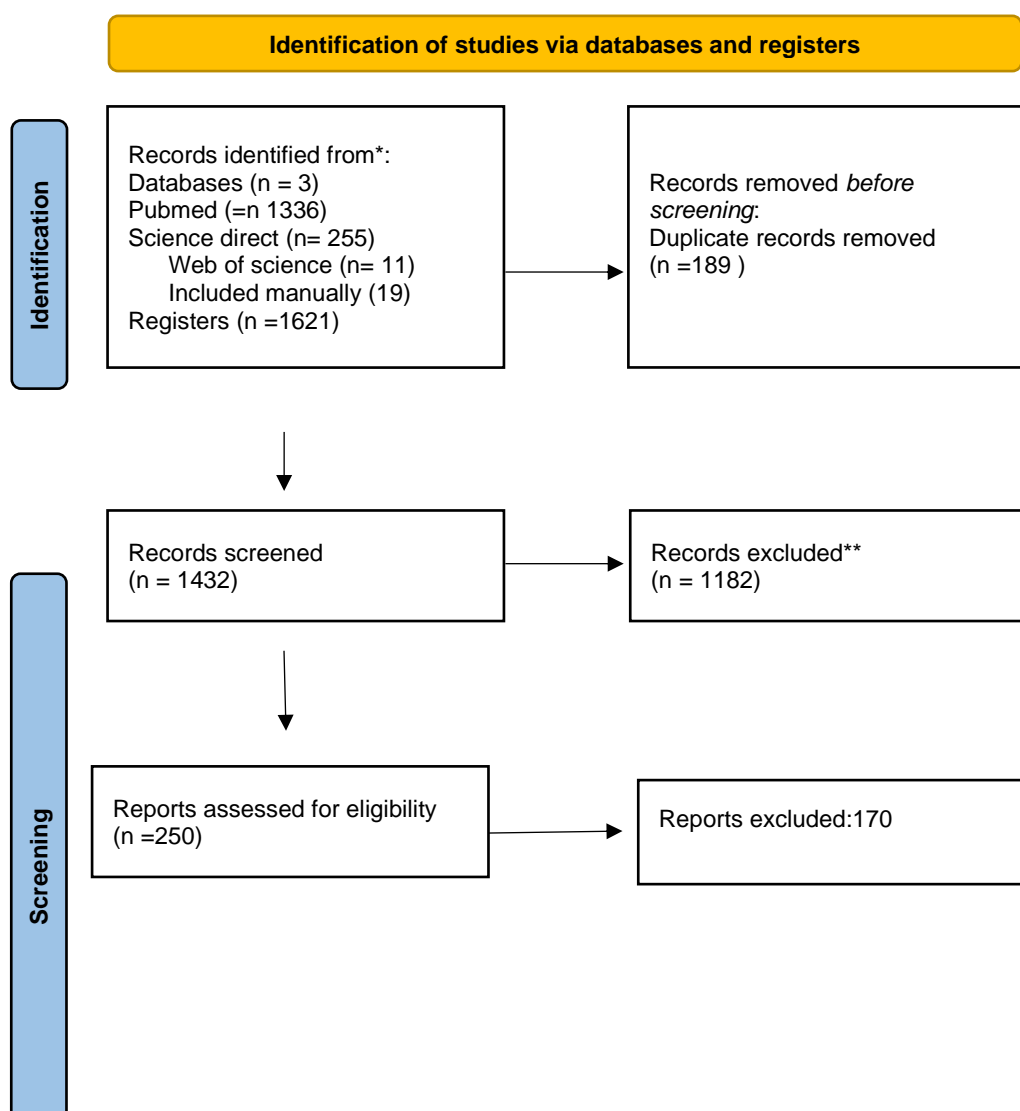 Identification of studies via databases and registers
Identification
Records identified from*:
Databases (n = 3)
Pubmed (=n 1336)
Science direct (n= 255)
Web of science (n= 11)
Included manually (19)
Registers (n =1621)
Records removed before
screening:
Duplicate records removed
(n =189 )
Screening
Records screened
(n = 1432)
Records excluded**
(n = 1182)
Reports assessed for eligibility
(n =250)
Reports excluded:170